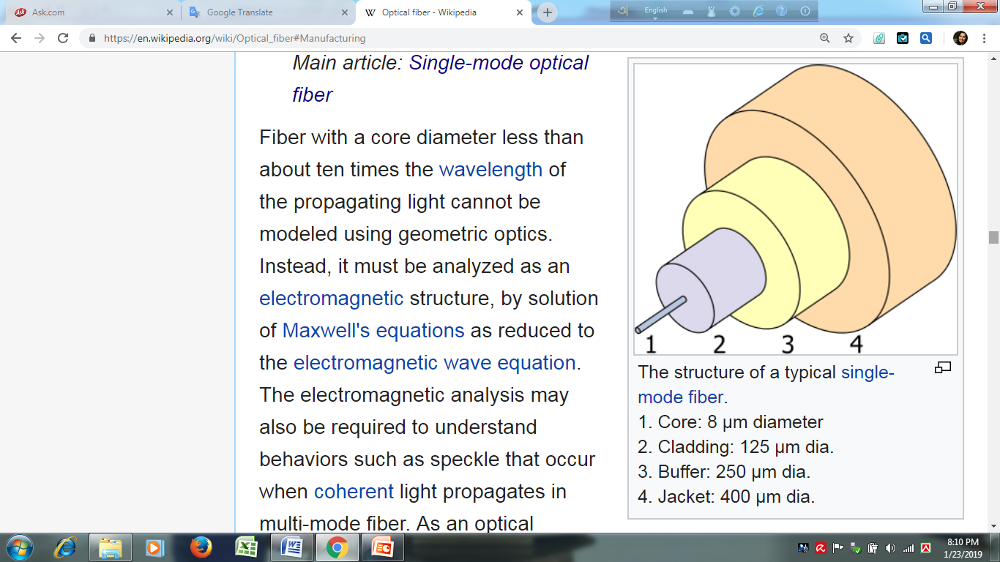 Ask.com
Google Translate
Optical fiber - Wikipedia
English
https://en.wikipedia.org/wiki/Optical_fiber#Manufacturing
Main article: Single-mode optical
fiber
Fiber with a core diameter less than
about ten times the wavelength of
the propagating light cannot be
modeled using geometric optics.
Instead, it must be analyzed as an
electromagnetic structure, by solution
of Maxwell's equations as reduced to
the electromagnetic wave equation.
The electromagnetic analysis may
also be required to understand
behaviors such as speckle that occur
when coherent light propagates in
multi-mode fiber. As an optical
1 2 3 4
The structure of a typical single-
mode fiber.
1. Core: 8 µm diameter
2. Cladding: 125 µm dia.
3. Buffer: 250 µm dia.
4. Jacket: 400 µm dia.
8:10 PM
1/23/2019